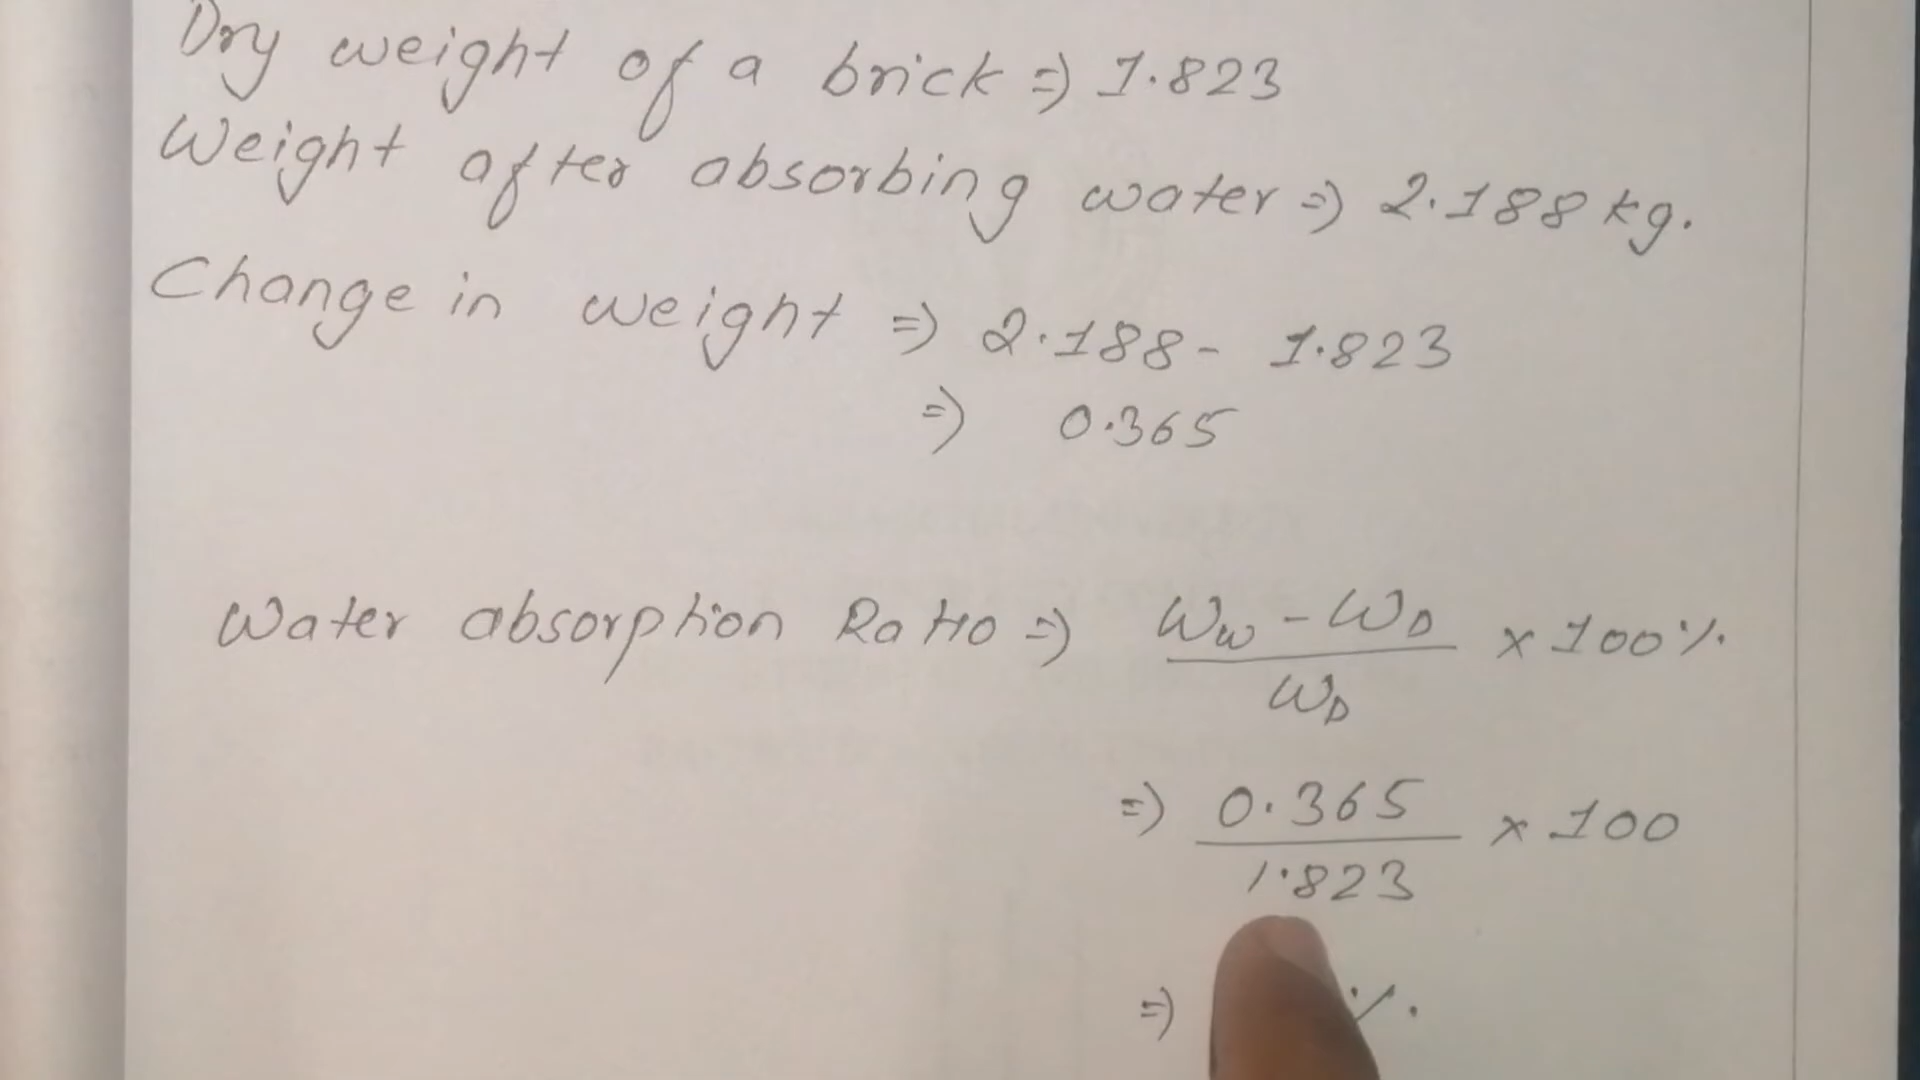 Dry weight of a brick => 1.823
Weight after absorbing water => 2.188 kg.
Change in weight => 2.188 - 1.823
=> 0.365
Water absorption Ratio => Ww - WD / WD x 100%
=> 0.365 / 1.823 x 100
=> %.